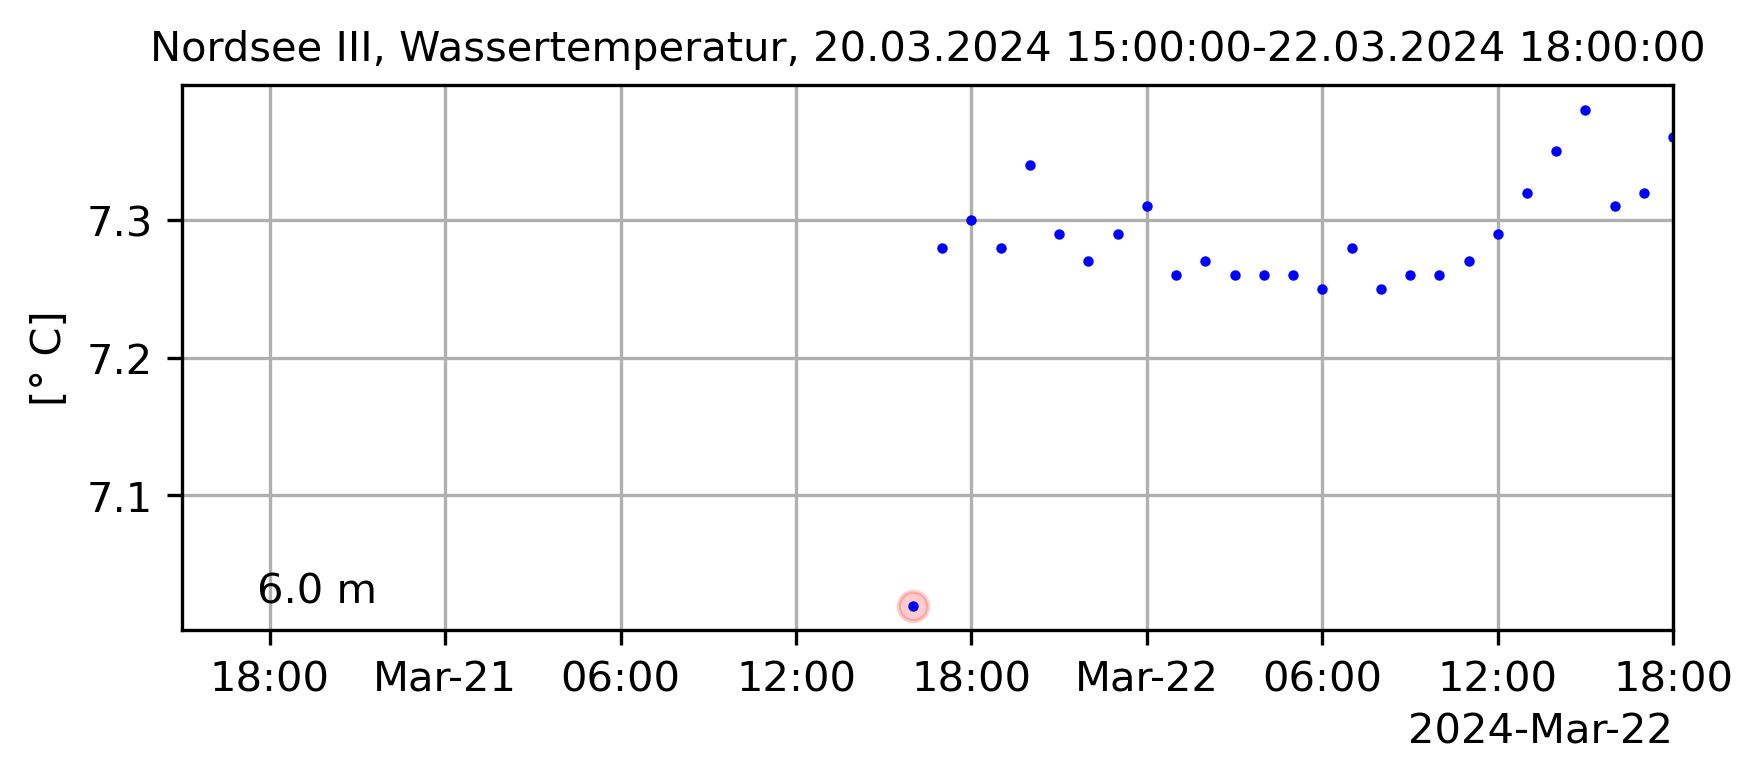 Nordsee III, Wassertemperatur, 20.03.2024 15:00:00-22.03.2024 18:00:00
[° C]
7.3
7.2
7.1
6.0 m
18:00 Mar-21 06:00 12:00 18:00 Mar-22 06:00 12:00 18:00
2024-Mar-22